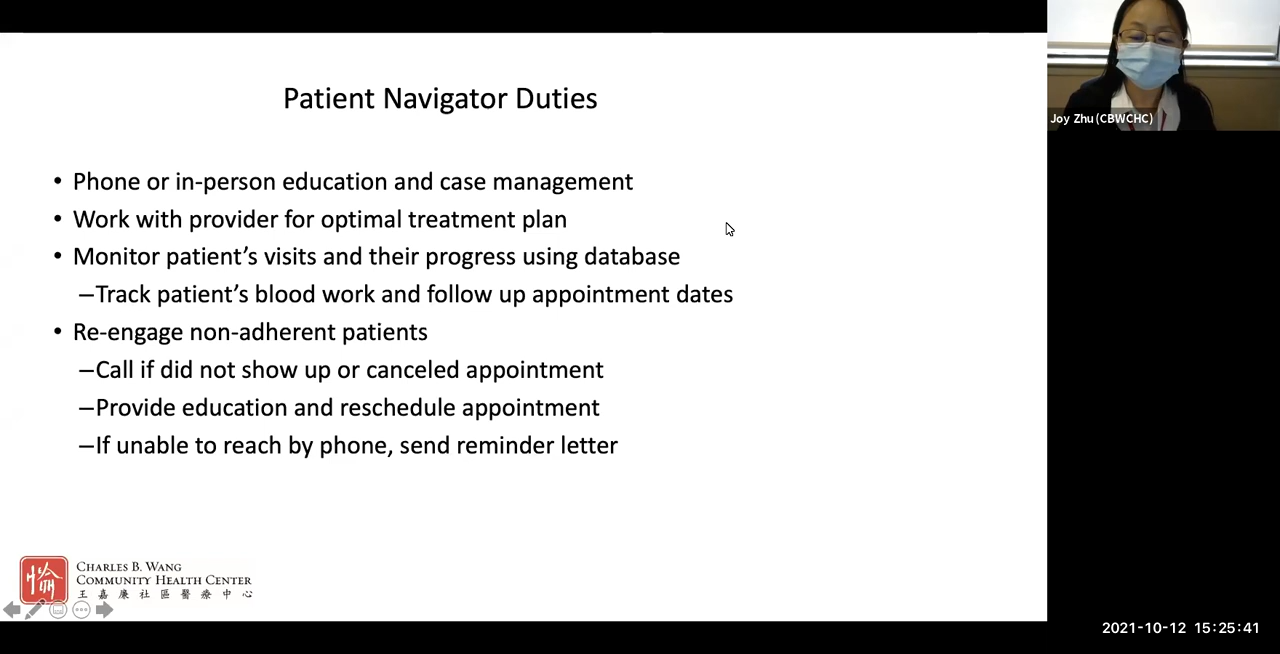 Patient Navigator Duties
• Phone or in-person education and case management
• Work with provider for optimal treatment plan
• Monitor patient’s visits and their progress using database
–Track patient’s blood work and follow up appointment dates
• Re-engage non-adherent patients
–Call if did not show up or canceled appointment
–Provide education and reschedule appointment
–If unable to reach by phone, send reminder letter
CHARLES B. WANG
COMMUNITY HEALTH CENTER
王嘉廉社區醫療中心
Joy Zhu (CBWCHC)
2021-10-12 15:25:41